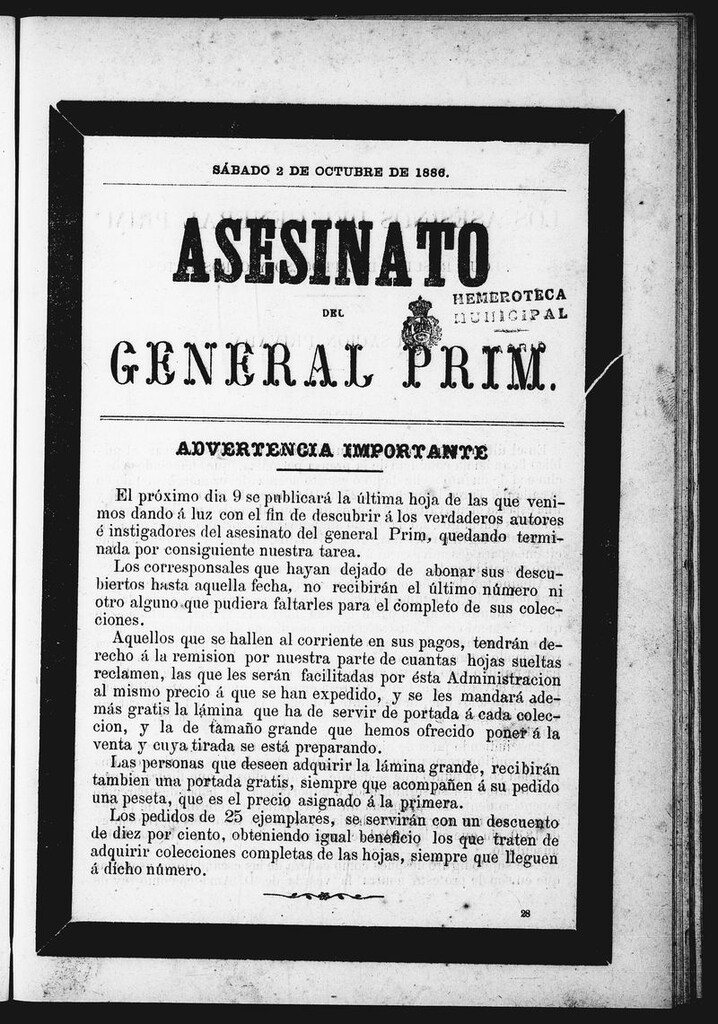 SÁBADO 2 DE OCTUBRE DE 1886.
ASESINATO
DEL
GENERAL PRIM.
HEMEROTECA
MUNICIPAL
ADVERTENCIA IMPORTANTE
El próximo dia 9 se publicará la última hoja de las que veni-
mos dando á luz con el fin de descubrir á los verdaderos autores
é instigadores del asesinato del general Prim, quedando termi-
nada por consiguiente nuestra tarea.
Los corresponsales que hayan dejado de abonar sus descu-
biertos hasta aquella fecha, no recibirán el último número ni
otro alguno que pudiera faltarles para el completo de sus colec-
ciones.
Aquellos que se hallen al corriente en sus pagos, tendrán de-
recho á la remision por nuestra parte de cuantas hojas sueltas
reclamen, las que les serán facilitadas por ésta Administracion
al mismo precio á que se han expedido, y se les mandará ade-
más gratis la lámina que ha de servir de portada á cada colec-
cion, y la de tamaño grande que hemos ofrecido poner á la
venta y cuya tirada se está preparando.
Las personas que deseen adquirir la lámina grande, recibirán
tambien una portada gratis, siempre que acompañen á su pedido
una peseta, que es el precio asignado á la primera.
Los pedidos de 25 ejemplares, se servirán con un descuento
de diez por ciento, obteniendo igual beneficio los que traten de
adquirir colecciones completas de las hojas, siempre que lleguen
á dicho número.
28